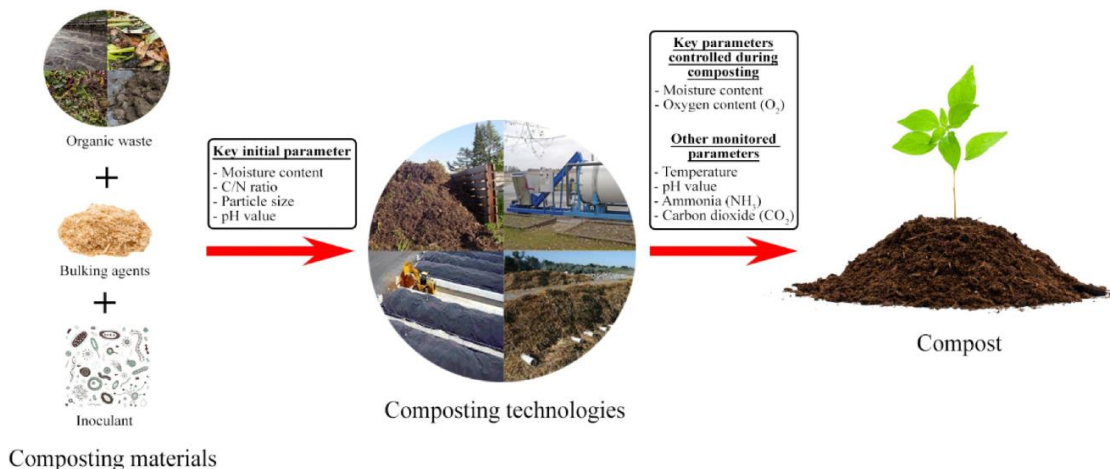 Organic waste
+
Bulking agents
+
Inoculant
Composting materials
Key initial parameter
- Moisture content
- C/N ratio
- Particle size
- pH value
Composting technologies
Key parameters
controlled during
composting
- Moisture content
- Oxygen content (O₂)
Other monitored
parameters
- Temperature
- pH value
- Ammonia (NH₃)
- Carbon dioxide (CO₂)
Compost